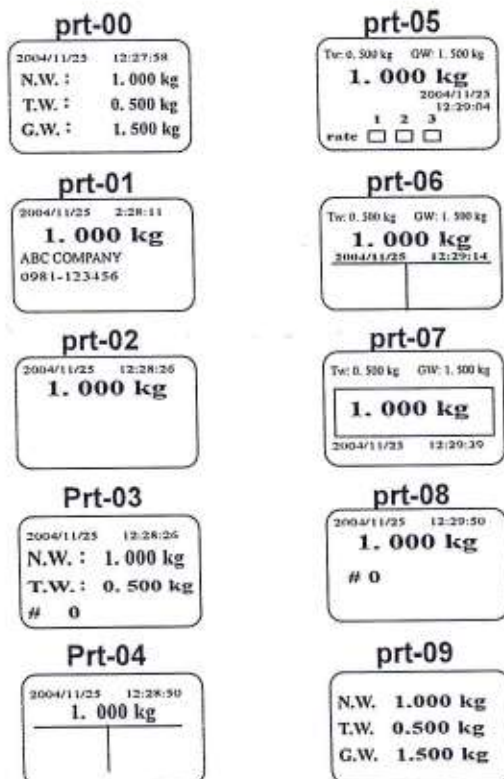 prt-00
2004/11/25 12:27:58
N.W. : 1.000 kg
T.W. : 0.500 kg
G.W. : 1.500 kg
prt-01
2004/11/25 2:28:11
1.000 kg
ABC COMPANY
0981-123456
prt-02
2004/11/25 12:28:26
1.000 kg
Prt-03
2004/11/25 12:28:26
N.W. : 1.000 kg
T.W. : 0.500 kg
# 0
Prt-04
2004/11/25 12:28:50
1. 000 kg
prt-05
Tw: 0. 500 kg GW: 1. 500 kg
1. 000 kg
2004/11/25
12:29:04
1 2 3
rate
prt-06
Tw: 0. 500 kg GW: 1. 500 kg
1. 000 kg
2004/11/25 12:29:14
prt-07
Tw: 0. 500 kg GW: 1. 500 kg
1. 000 kg
2004/11/25 12:29:39
prt-08
2004/11/25 12:29:50
1. 000 kg
# 0
prt-09
N.W. 1.000 kg
T.W. 0.500 kg
G.W. 1.500 kg